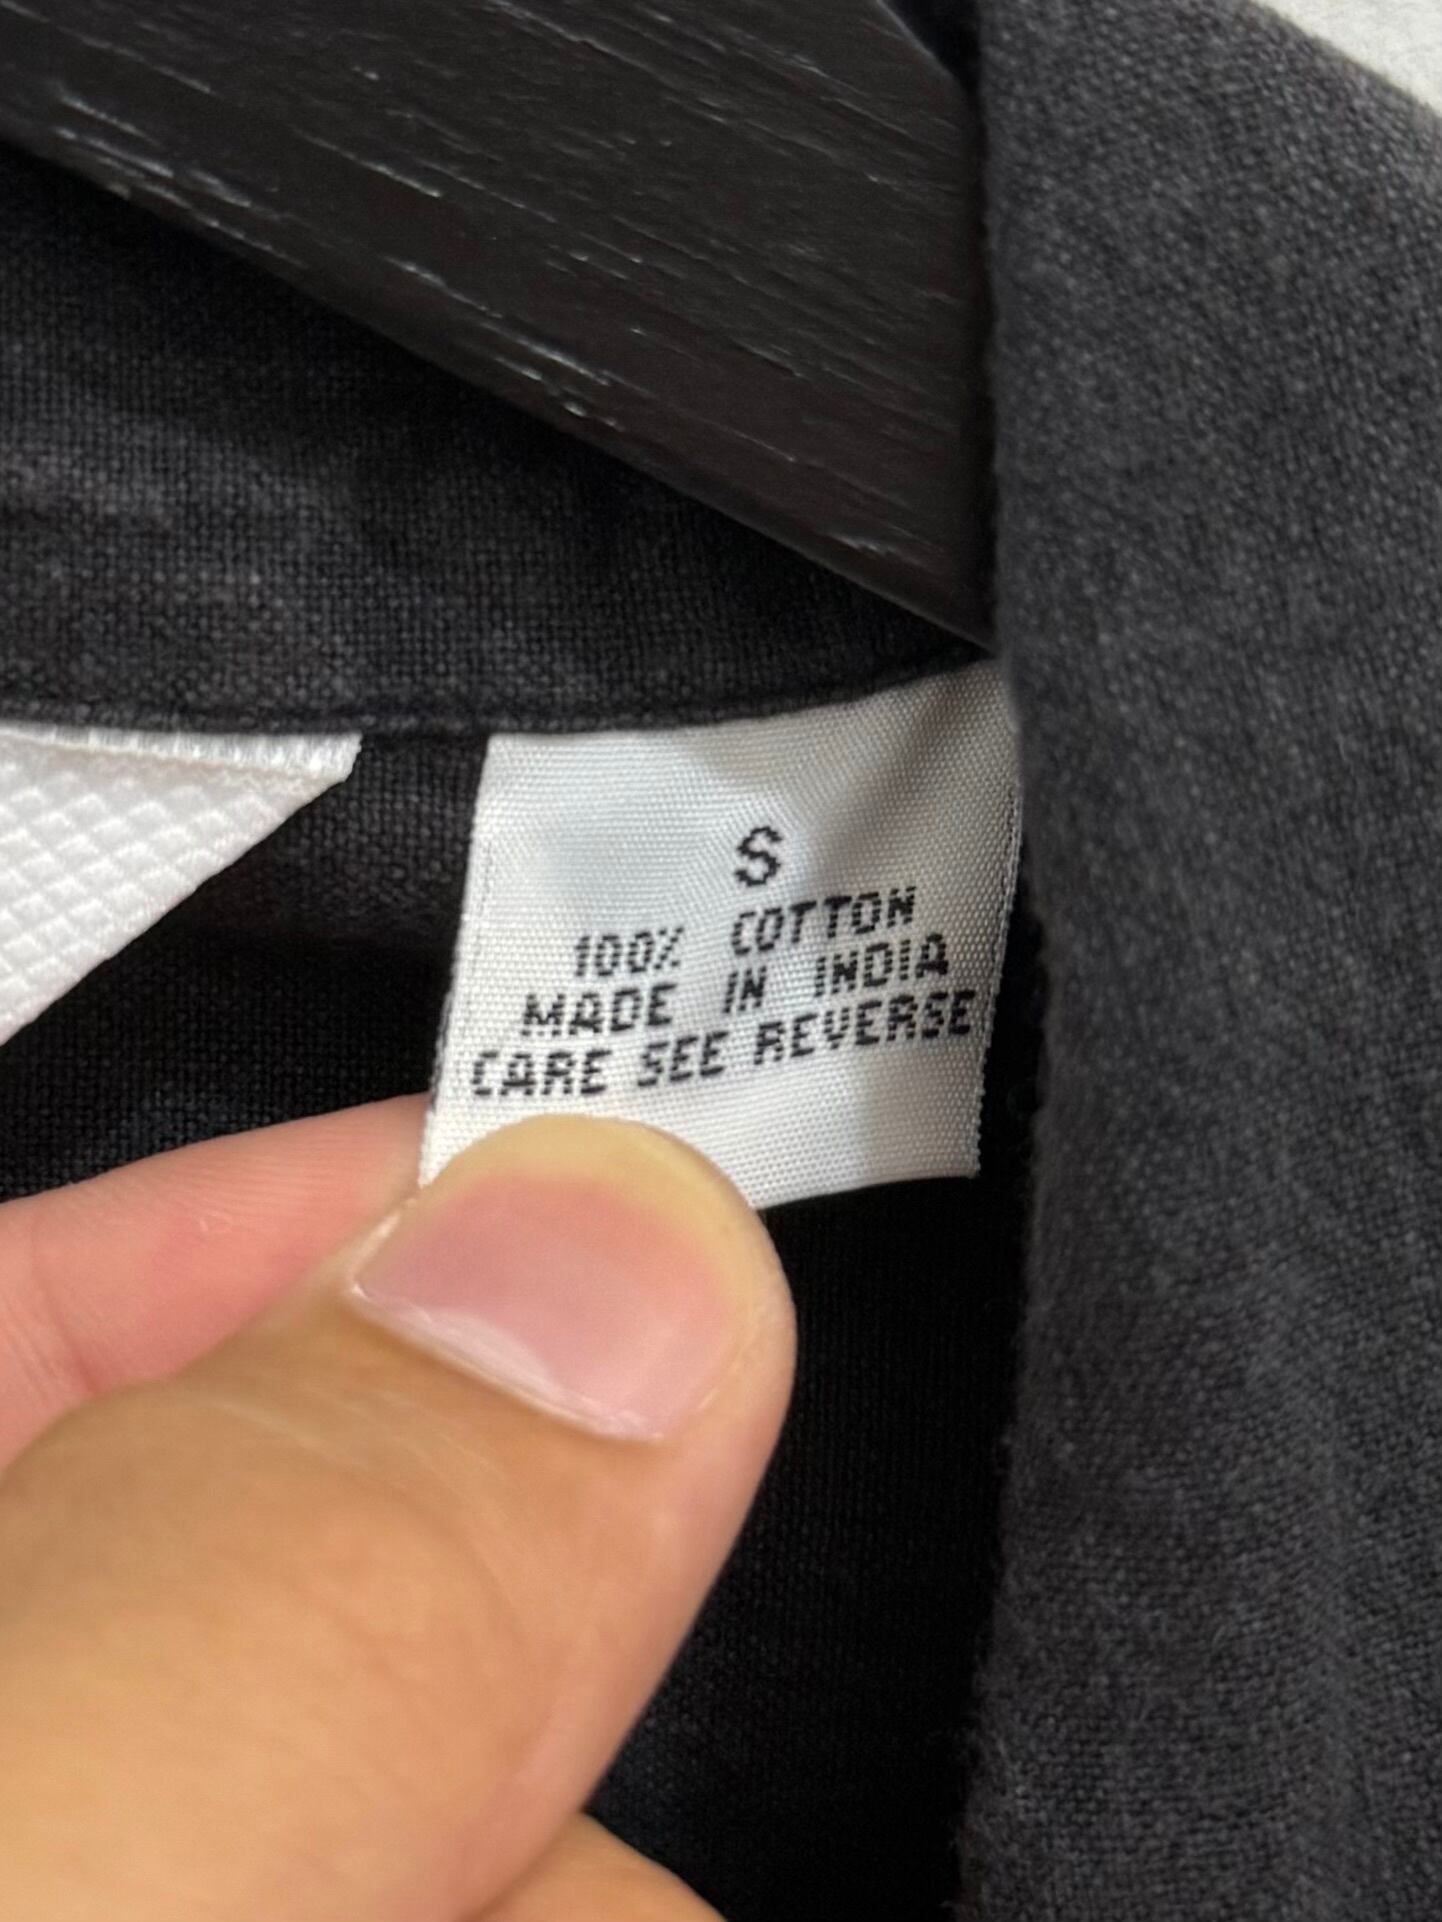 S
100% COTTON
MADE IN INDIA
CARE SEE REVERSE